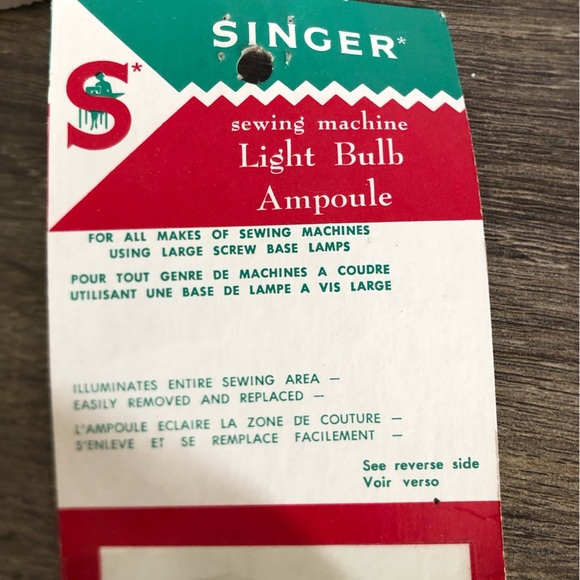 SINGER*
S*
sewing machine
Light Bulb
Ampoule
FOR ALL MAKES OF SEWING MACHINES
USING LARGE SCREW BASE LAMPS
POUR TOUT GENRE DE MACHINES A COUDRE
UTILISANT UNE BASE DE LAMPE A VIS LARGE
ILLUMINATES ENTIRE SEWING AREA —
EASILY REMOVED AND REPLACED —
L'AMPOULE ECLAIRE LA ZONE DE COUTURE —
S'ENLEVE ET SE REMPLACE FACILEMENT —
See reverse side
Voir verso